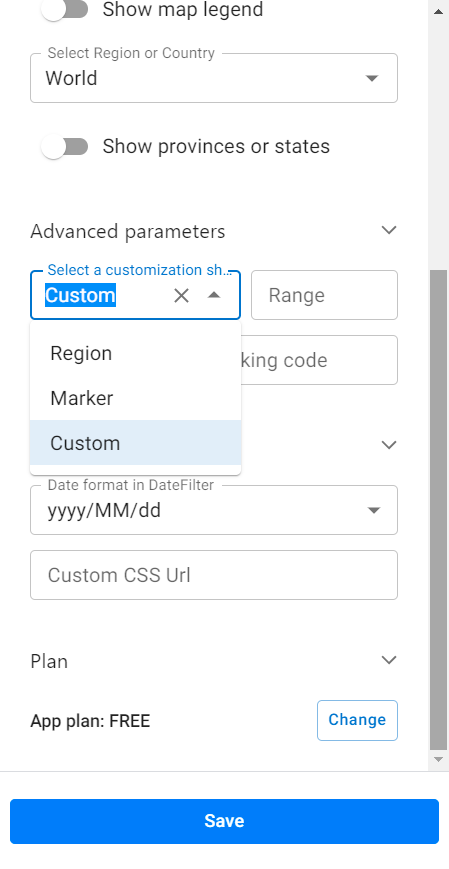 Show map legend
Select Region or Country
World
Show provinces or states
Advanced parameters
Select a customization sh...
Custom
Range
Region
king code
Marker
Custom
Date format in DateFilter
yyyy/MM/dd
Custom CSS Url
Plan
App plan: FREE
Change
Save